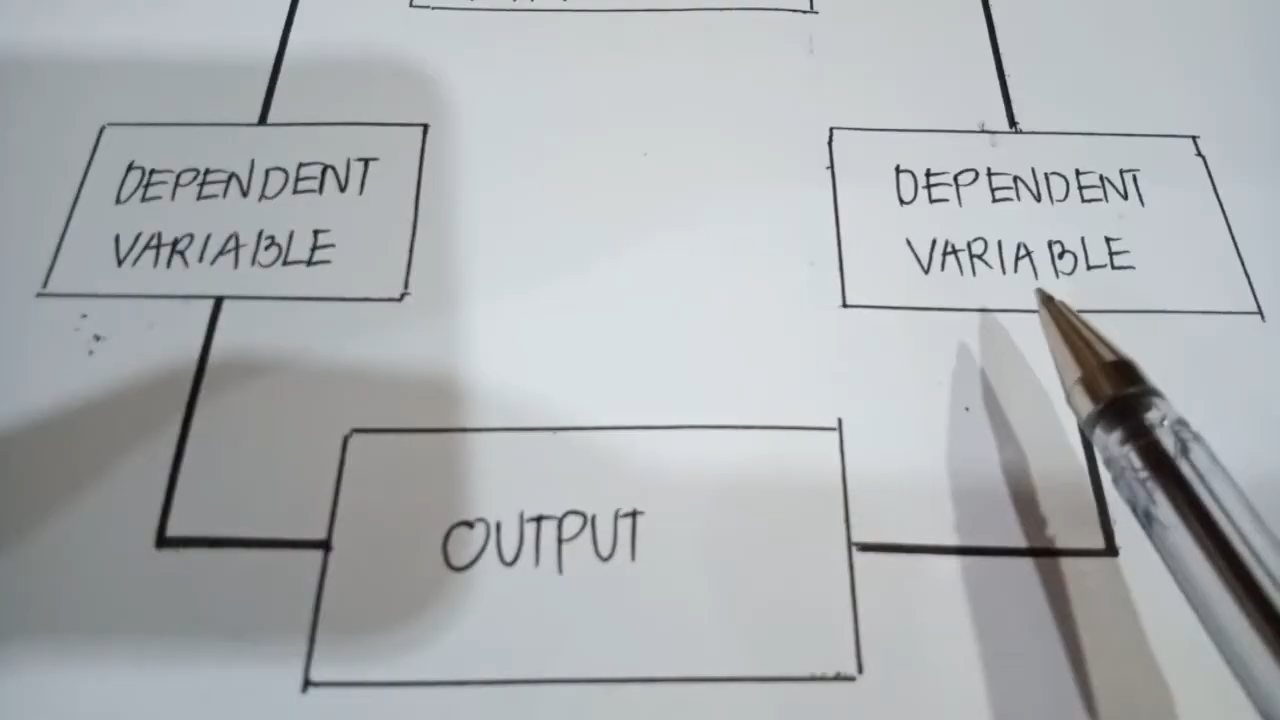 DEPENDENT
VARIABLE
DEPENDENT
VARIABLE
OUTPUT